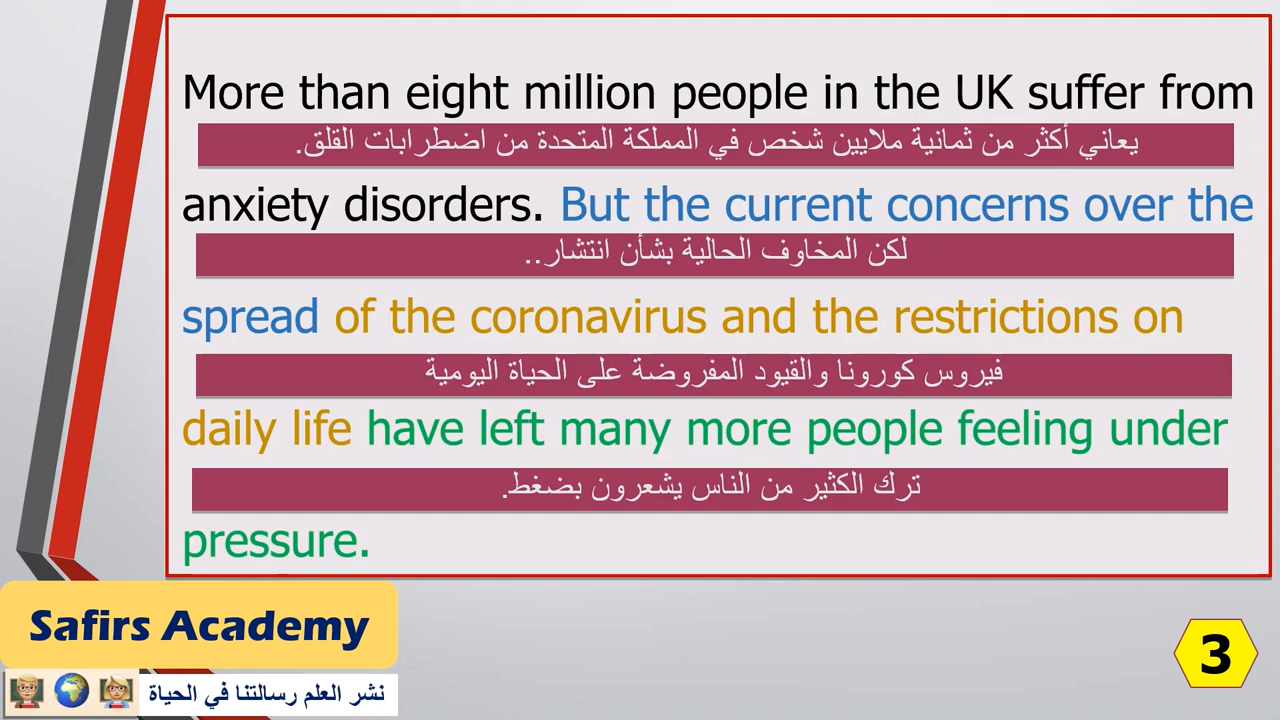 More than eight million people in the UK suffer from
يعاني أكثر من ثمانية ملايين شخص في المملكة المتحدة من اضطرابات القلق.
anxiety disorders. But the current concerns over the
لكن المخاوف الحالية بشأن انتشار..
spread of the coronavirus and the restrictions on
فيروس كورونا والقيود المفروضة على الحياة اليومية
daily life have left many more people feeling under
ترك الكثير من الناس يشعرون بضغط.
pressure.
Safirs Academy
نشر العلم رسالتنا في الحياة
3